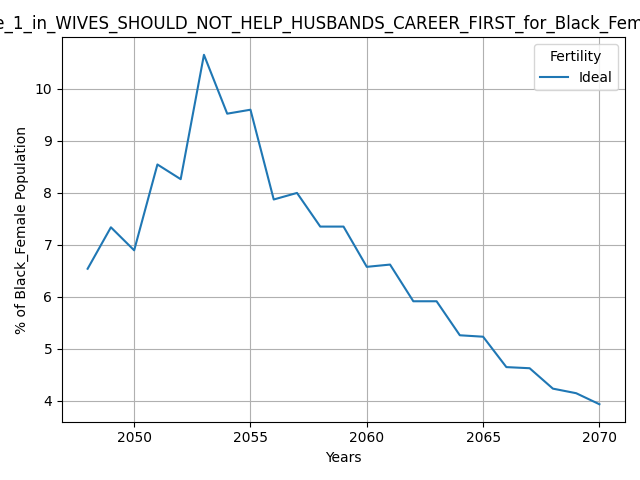 e_1_in_WIVES_SHOULD_NOT_HELP_HUSBANDS_CAREER_FIRST_for_Black_Fem
Fertility
Ideal
% of Black_Female Population
10
9
8
7
6
5
4
2050 2055 2060 2065 2070
Years